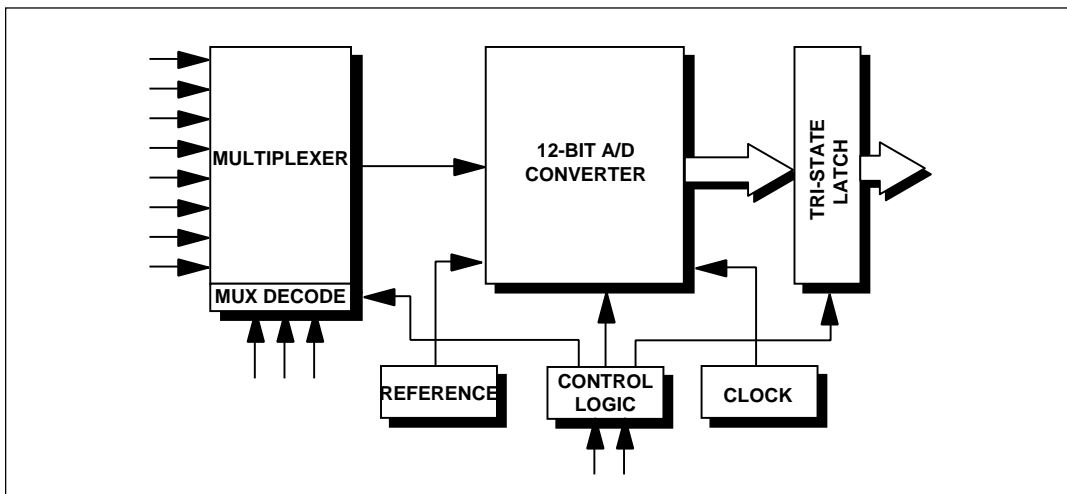 MULTIPLEXER
12-BIT A/D
CONVERTER
TRI-STATE
LATCH
MUX DECODE
REFERENCE
CONTROL
LOGIC
CLOCK